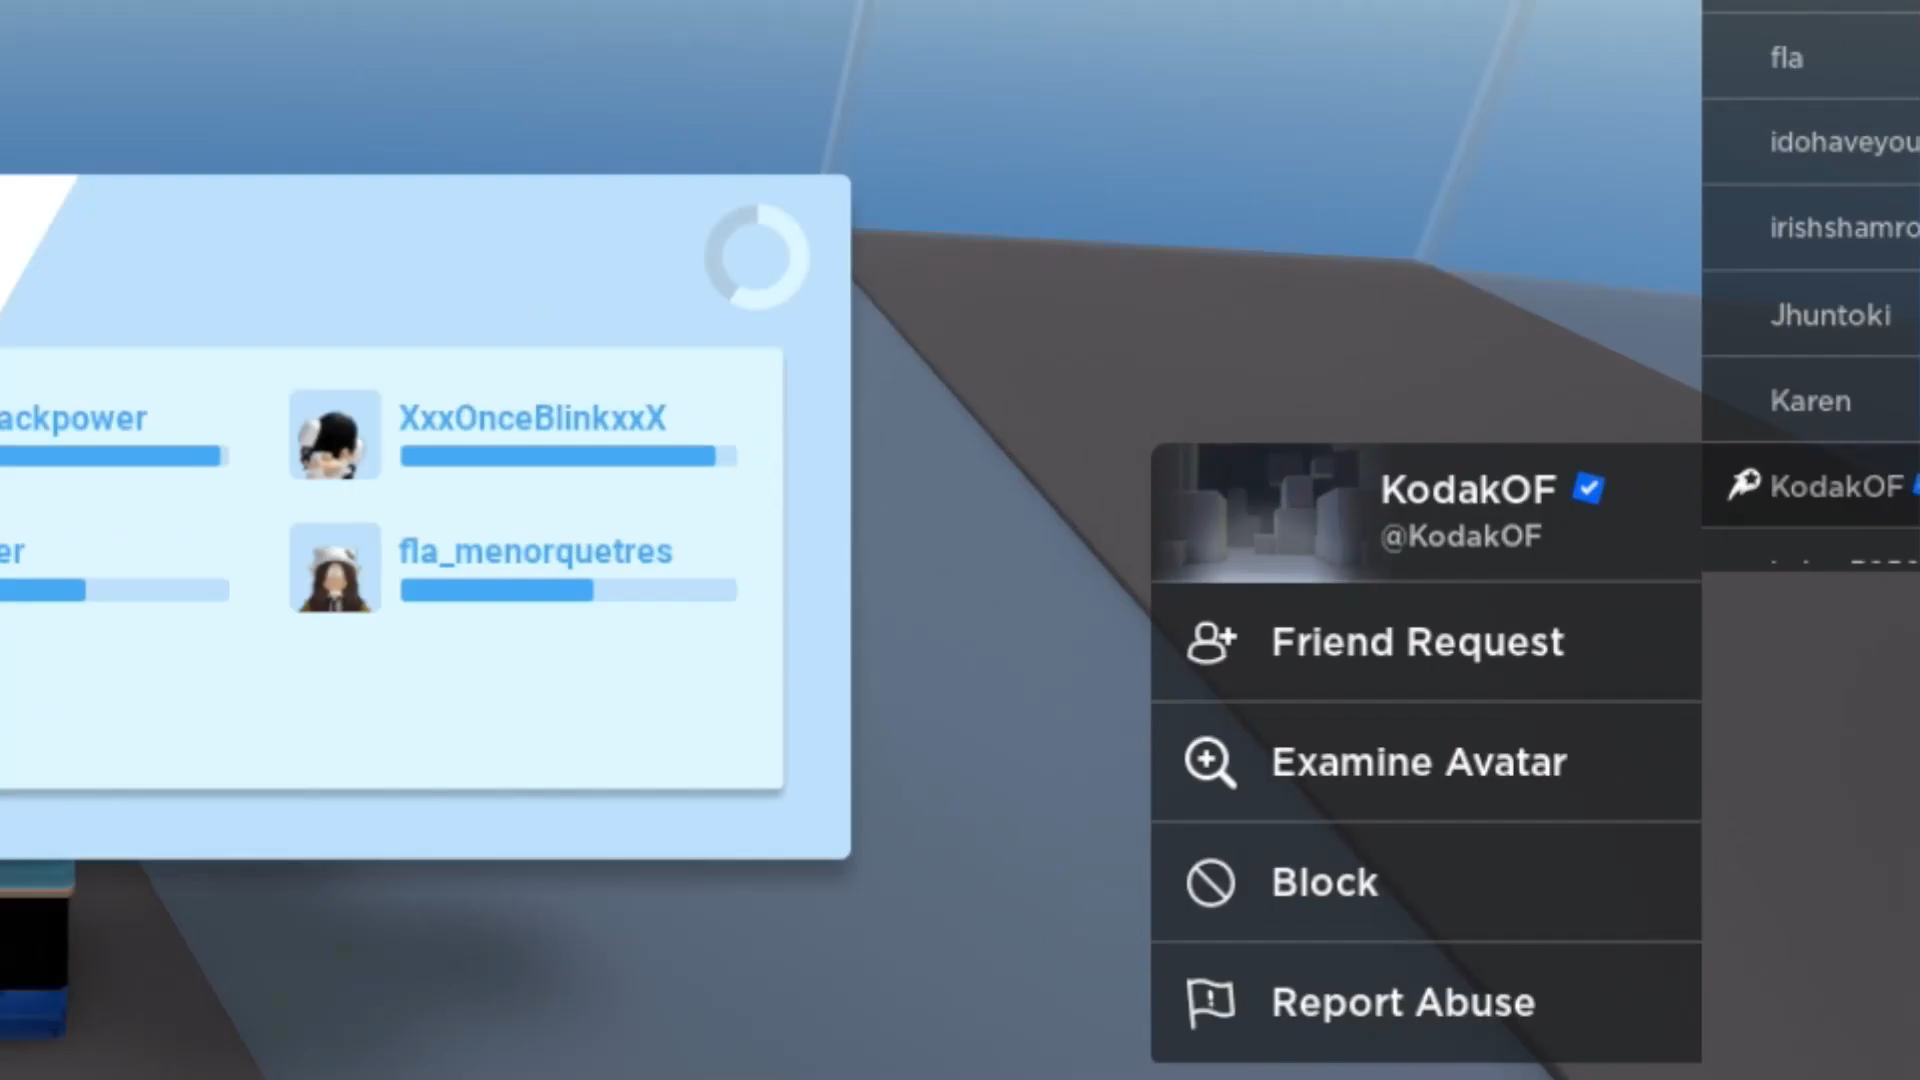 ackpower
XxxOnceBlinkxxX
er
fla_menorquetres
KodakOF
@KodakOF
Friend Request
Examine Avatar
Block
Report Abuse
fla
idohaveyou
irishshamro
Jhuntoki
Karen
KodakOF